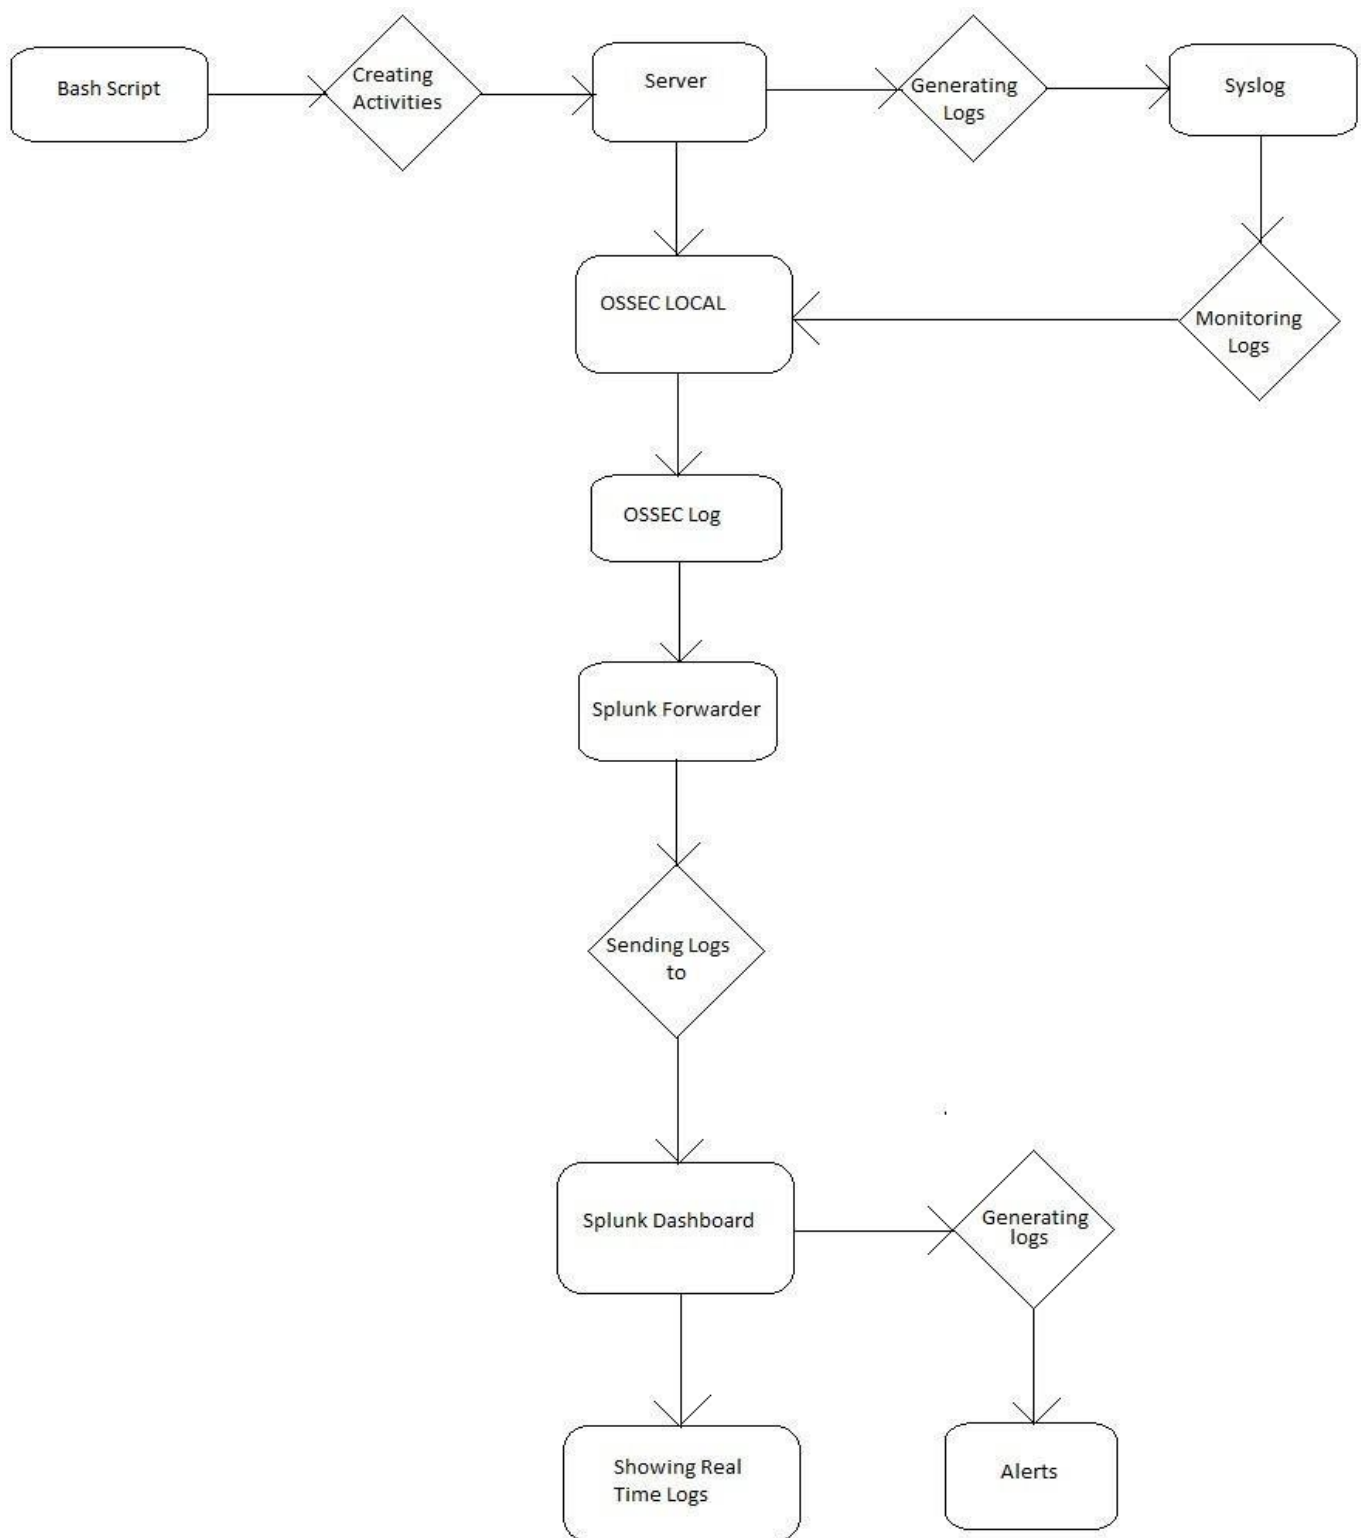 Bash Script
Creating
Activities
Server
Generating
Logs
Syslog
OSSEC LOCAL
Monitoring
Logs
OSSEC Log
Splunk Forwarder
Sending Logs
to
Splunk Dashboard
Generating
logs
Showing Real
Time Logs
Alerts